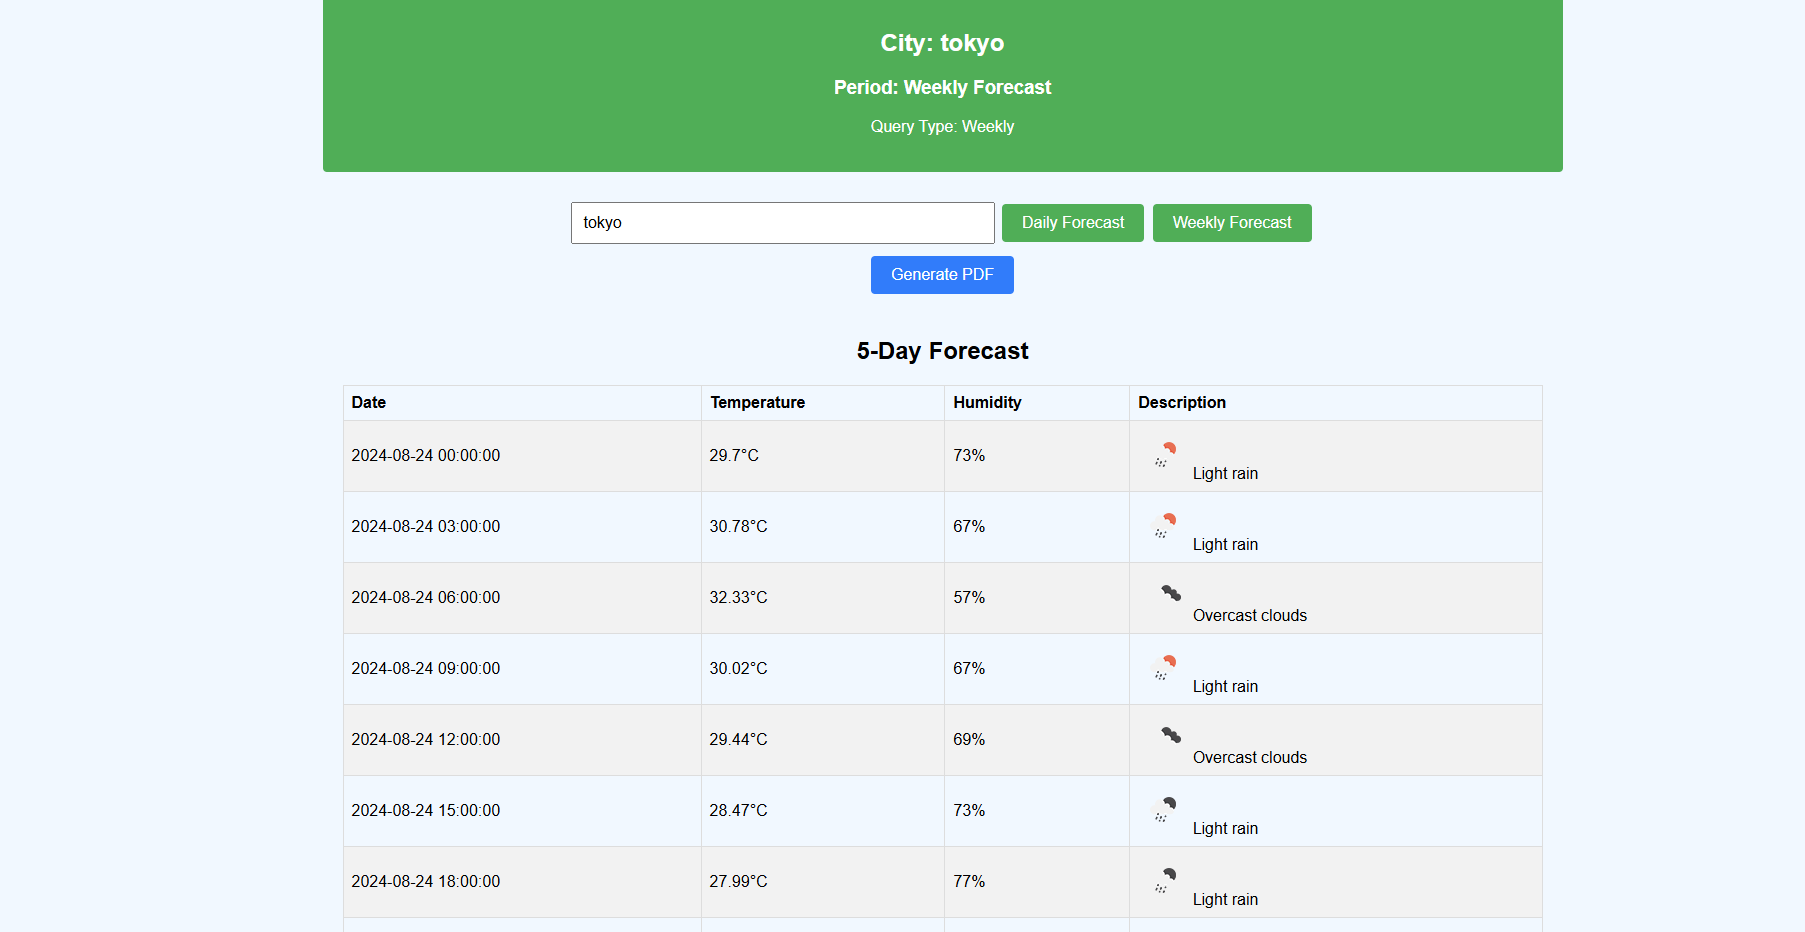 City: tokyo
Period: Weekly Forecast
Query Type: Weekly
tokyo Daily Forecast Weekly Forecast
Generate PDF
5-Day Forecast
Date Temperature Humidity Description
2024-08-24 00:00:00 29.7°C 73% Light rain
2024-08-24 03:00:00 30.78°C 67% Light rain
2024-08-24 06:00:00 32.33°C 57% Overcast clouds
2024-08-24 09:00:00 30.02°C 67% Light rain
2024-08-24 12:00:00 29.44°C 69% Overcast clouds
2024-08-24 15:00:00 28.47°C 73% Light rain
2024-08-24 18:00:00 27.99°C 77% Light rain